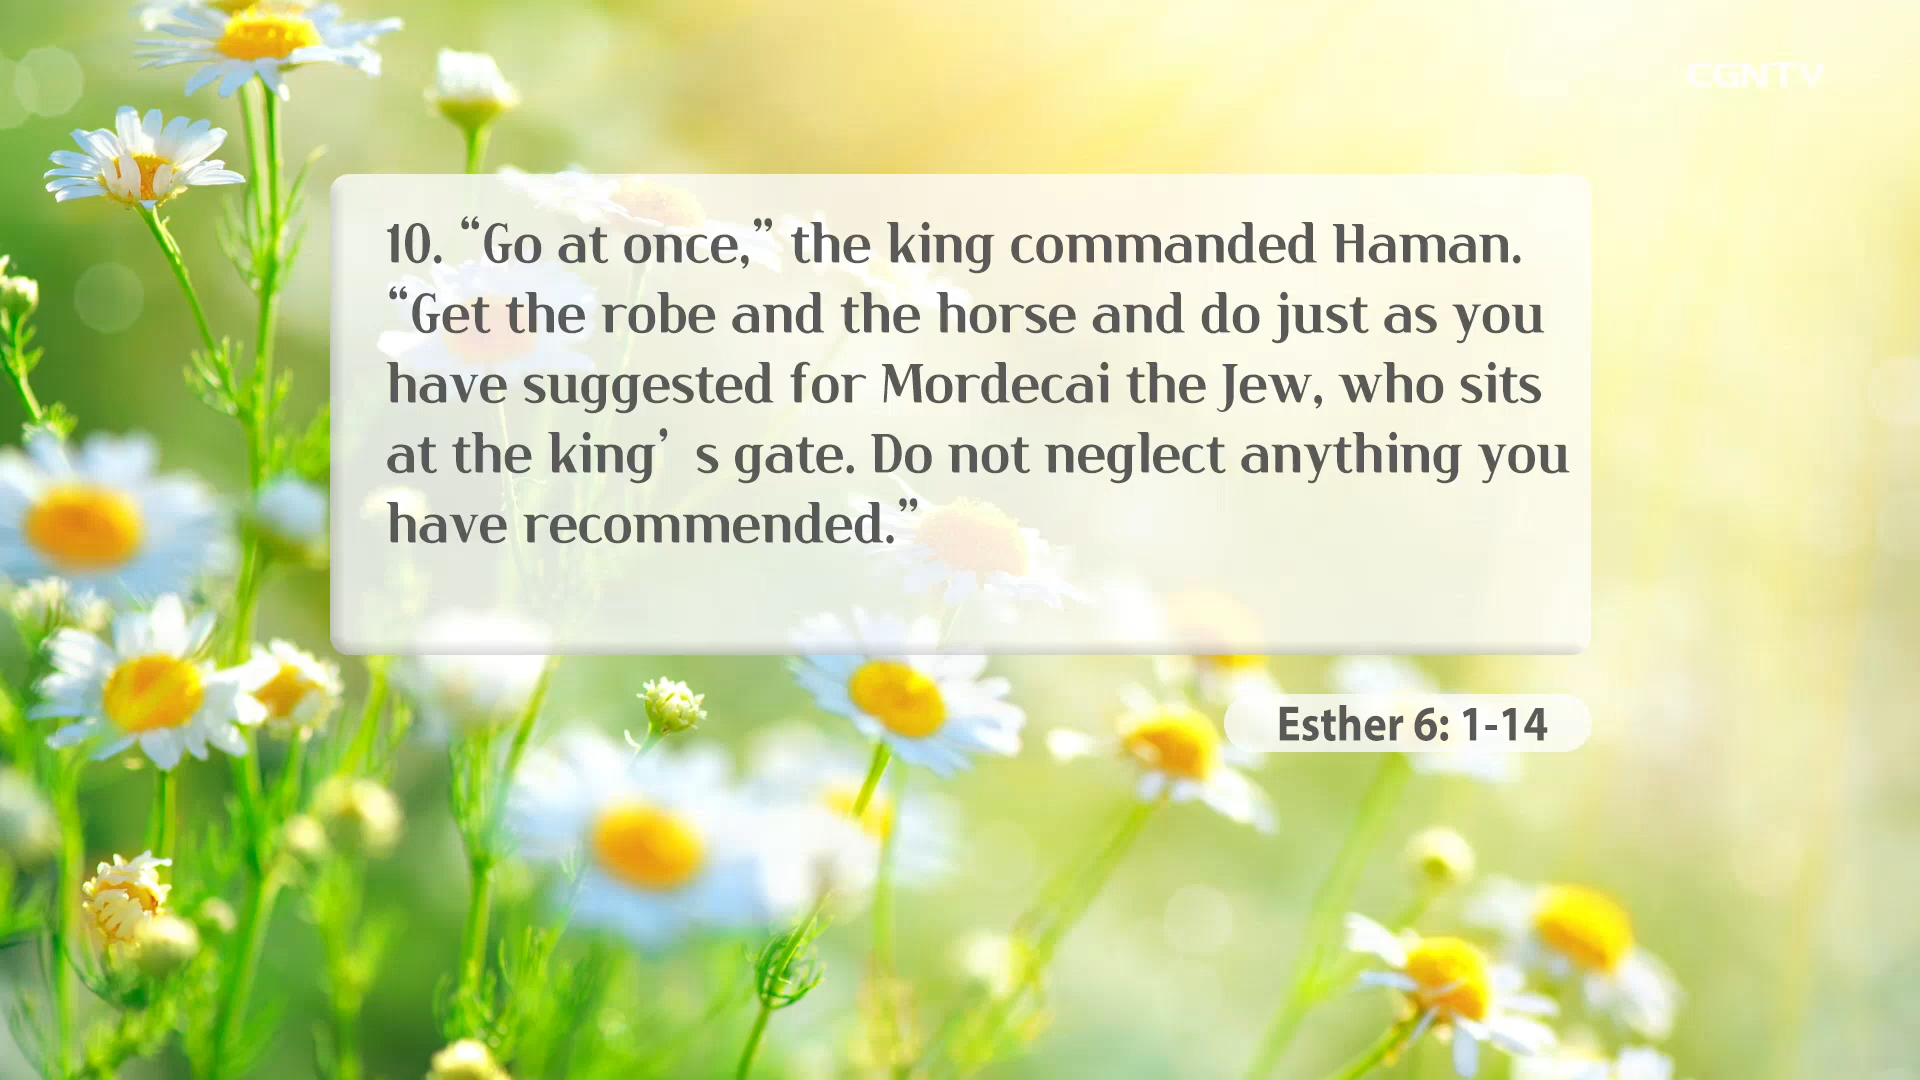 CGNTV
10. “Go at once,” the king commanded Haman.
“Get the robe and the horse and do just as you
have suggested for Mordecai the Jew, who sits
at the king’ s gate. Do not neglect anything you
have recommended.”
Esther 6: 1-14